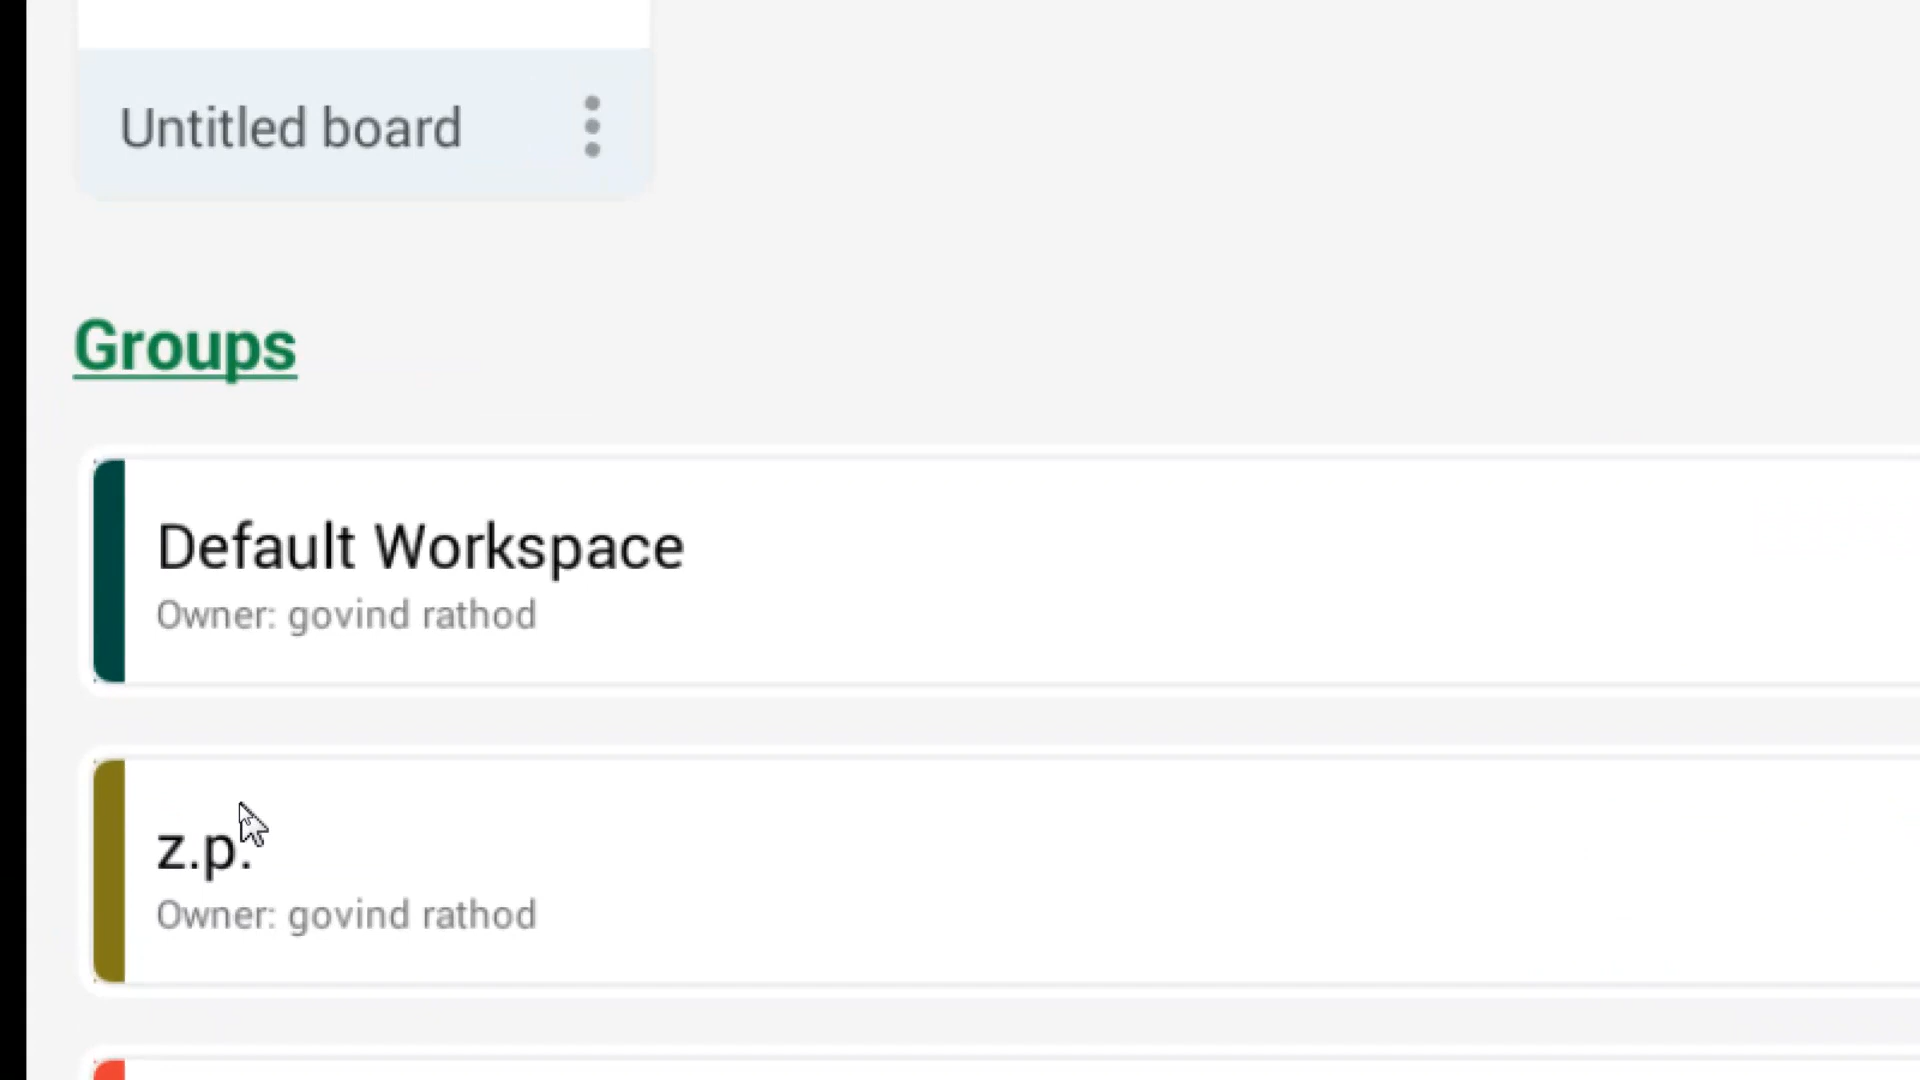 Untitled board
Groups
Default Workspace
Owner: govind rathod
z.p.
Owner: govind rathod